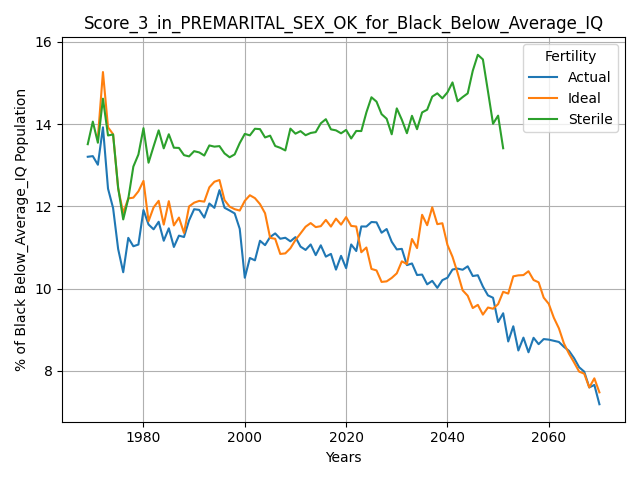 Score_3_in_PREMARITAL_SEX_OK_for_Black_Below_Average_IQ
% of Black Below_Average_IQ Population
16
14
12
10
8
Fertility
Actual
Ideal
Sterile
1980
2000
2020
2040
2060
Years